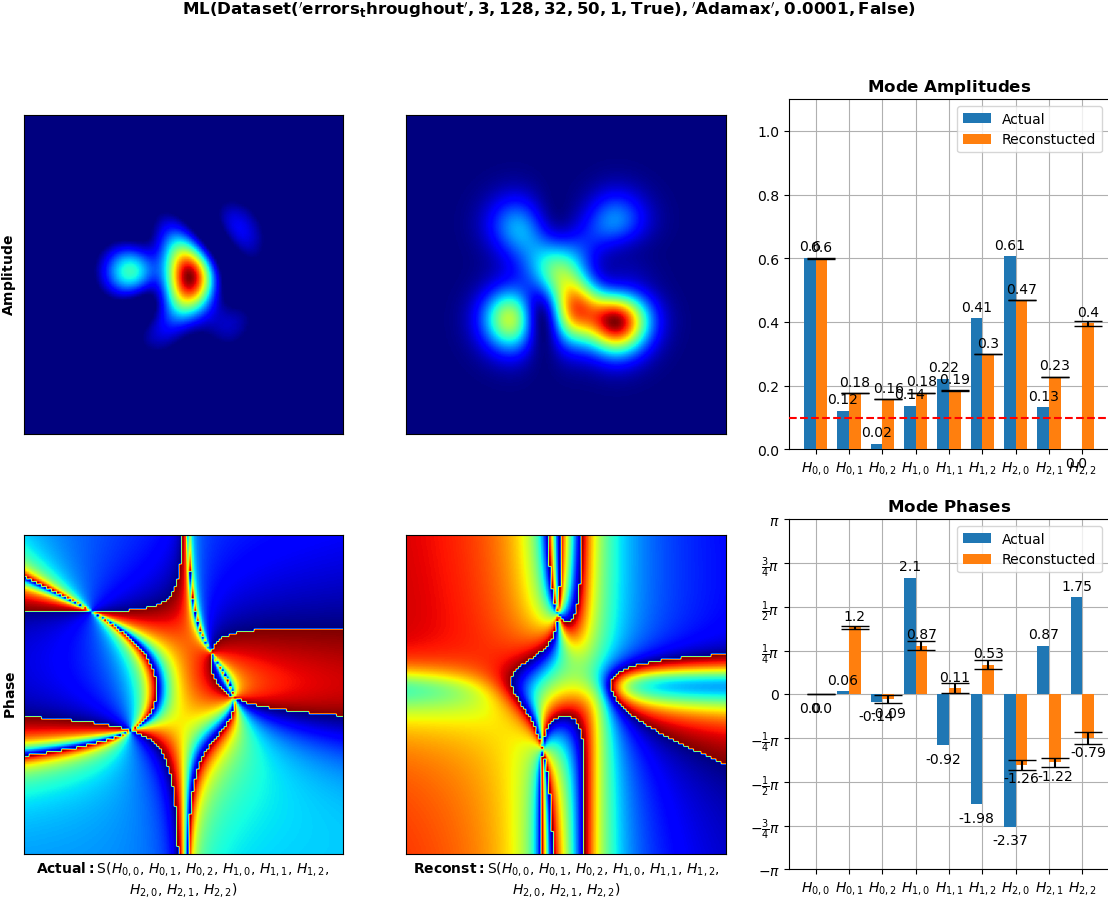 ML(Dataset('errors_throughout', 3, 128, 32, 50, 1, True), 'Adamax', 0.0001, False)
Amplitude
Mode Amplitudes
Actual
Reconstucted
1.0
0.8
0.6
0.4
0.2
0.0
0.6 0.6
0.12 0.18
0.02 0.16
0.14 0.18
0.22 0.19
0.41 0.3
0.61 0.47
0.13 0.23
0.0 0.4
H0,0 H0,1 H0,2 H1,0 H1,1 H1,2 H2,0 H2,1 H2,2
Phase
Actual: S(H0,0, H0,1, H0,2, H1,0, H1,1, H1,2,
H2,0, H2,1, H2,2)
Reconst: S(H0,0, H0,1, H0,2, H1,0, H1,1, H1,2,
H2,0, H2,1, H2,2)
Mode Phases
Actual
Reconstucted
π
3/4π
1/2π
1/4π
0
−1/4π
−1/2π
−3/4π
−π
0.0 0.0
0.06 1.2
-0.14 -0.09
2.1 0.87
-0.92 0.11
-1.98 0.53
-2.37 -1.26
0.87 -1.22
1.75 -0.79
H0,0 H0,1 H0,2 H1,0 H1,1 H1,2 H2,0 H2,1 H2,2